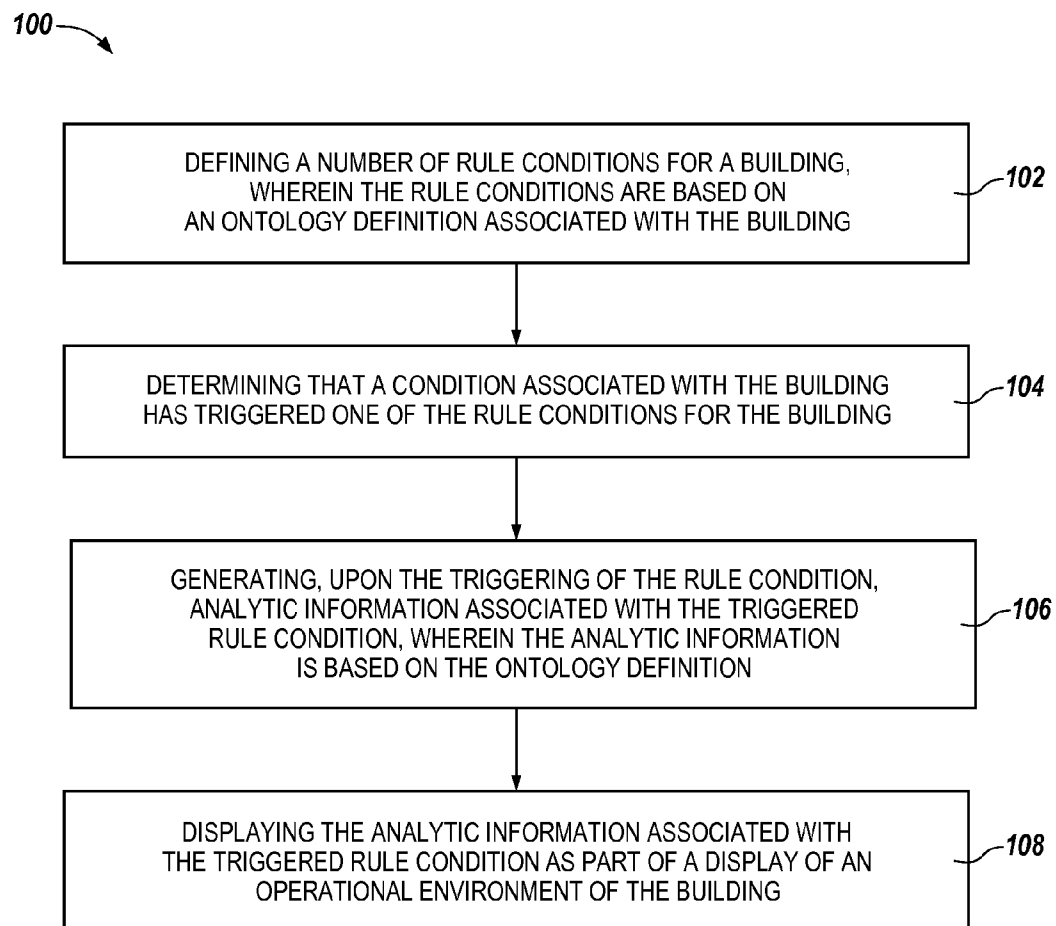 100
DEFINING A NUMBER OF RULE CONDITIONS FOR A BUILDING,
WHEREIN THE RULE CONDITIONS ARE BASED ON
AN ONTOLOGY DEFINITION ASSOCIATED WITH THE BUILDING
102
DETERMINING THAT A CONDITION ASSOCIATED WITH THE BUILDING
HAS TRIGGERED ONE OF THE RULE CONDITIONS FOR THE BUILDING
104
GENERATING, UPON THE TRIGGERING OF THE RULE CONDITION,
ANALYTIC INFORMATION ASSOCIATED WITH THE TRIGGERED
RULE CONDITION, WHEREIN THE ANALYTIC INFORMATION
IS BASED ON THE ONTOLOGY DEFINITION
106
DISPLAYING THE ANALYTIC INFORMATION ASSOCIATED WITH
THE TRIGGERED RULE CONDITION AS PART OF A DISPLAY OF AN
OPERATIONAL ENVIRONMENT OF THE BUILDING
108